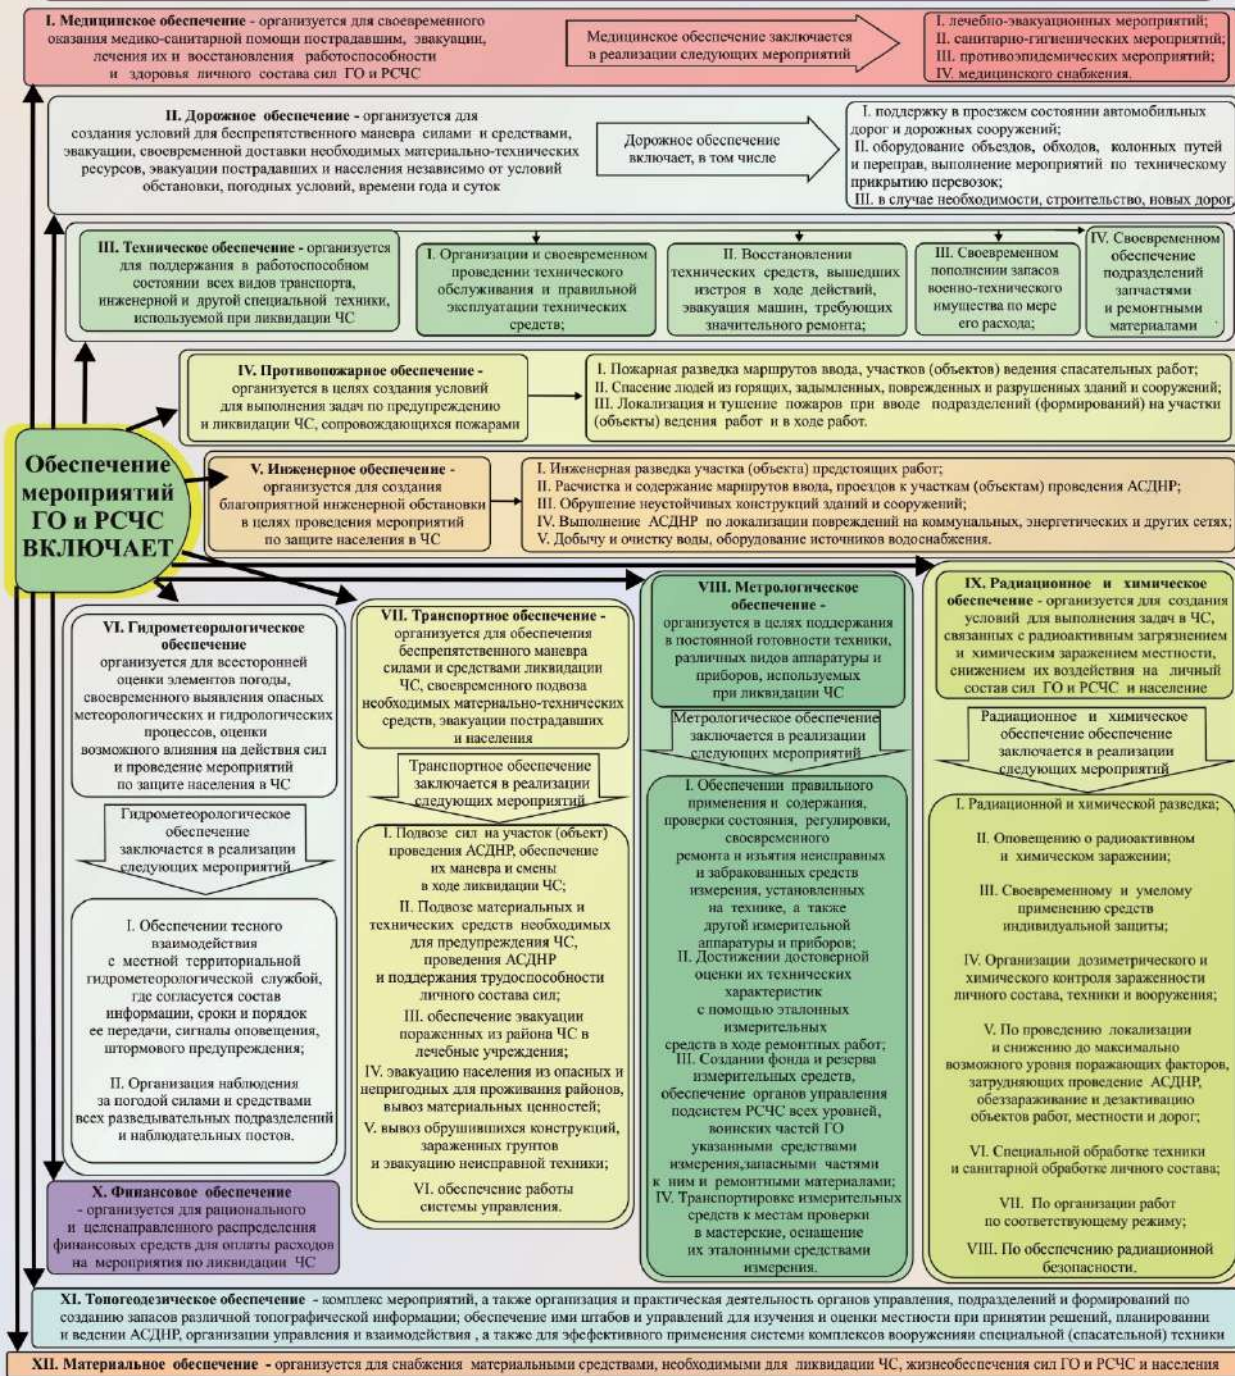 I. Медицинское обеспечение - организуется для своевременного
оказания медико-санитарной помощи пострадавшим, эвакуации,
лечения их и восстановления работоспособности
и здоровья личного состава сил ГО и РСЧС
Медицинское обеспечение заключается
в реализации следующих мероприятий
I. лечебно-эвакуационных мероприятий;
II. санитарно-гигиенических мероприятий;
III. противоэпидемических мероприятий;
IV. медицинского снабжения.
II. Дорожное обеспечение - организуется для
создания условий для беспрепятственного маневра силами и средствами,
эвакуации, своевременной доставки необходимых материально-технических
ресурсов, эвакуации пострадавших и населения независимо от условий
обстановки, погодных условий, времени года и суток
Дорожное обеспечение
включает, в том числе
I. поддержку в проезжем состоянии автомобильных
дорог и дорожных сооружений;
II. оборудование объездов, обходов, колонных путей
и переправ, выполнение мероприятий по техническому
прикрытию перевозок;
III. в случае необходимости, строительство, новых дорог.
III. Техническое обеспечение - организуется
для поддержания в работоспособном
состоянии всех видов транспорта,
инженерной и другой специальной техники,
используемой при ликвидации ЧС
I. Организации и своевременном
проведении технического
обслуживания и правильной
эксплуатации технических
средств;
II. Восстановлении
технических средств, вышедших
изстроя в ходе действий,
эвакуация машин, требующих
значительного ремонта;
III. Своевременном
пополнении запасов
военно-технического
имущества по мере
его расхода;
IV. Своевременном
обеспечение
подразделений
запчастями
и ремонтными
материалами
IV. Противопожарное обеспечение -
организуется в целях создания условий
для выполнения задач по предупреждению
и ликвидации ЧС, сопровождающихся пожарами
I. Пожарная разведка маршрутов ввода, участков (объектов) ведения спасательных работ;
II. Спасение людей из горящих, задымленных, поврежденных и разрушенных зданий и сооружений;
III. Локализация и тушение пожаров при вводе подразделений (формирований) на участки
(объекты) ведения работ и в ходе работ.
Обеспечение
мероприятий
ГО и РСЧС
ВКЛЮЧАЕТ
V. Инженерное обеспечение -
организуется для создания
благоприятной инженерной обстановки
в целях проведения мероприятий
по защите населения в ЧС
I. Инженерная разведка участка (объекта) предстоящих работ;
II. Расчистка и содержание маршрутов ввода, проездов к участкам (объектам) проведения АСДНР;
III. Обрушение неустойчивых конструкций зданий и сооружений;
IV. Выполнение АСДНР по локализации повреждений на коммунальных, энергетических и других сетях;
V. Добычу и очистку воды, оборудование источников водоснабжения.
VI. Гидрометеорологическое
обеспечение
организуется для всесторонней
оценки элементов погоды,
своевременного выявления опасных
метеорологических и гидрологических
процессов, оценки
возможного влияния на действия сил
и проведение мероприятий
по защите населения в ЧС
Гидрометеорологическое
обеспечение
заключается в реализации
следующих мероприятий
I. Обеспечении тесного
взаимодействия
с местной территориальной
гидрометеорологической службой,
где согласуется состав
информации, сроки и порядок
ее передачи, сигналы оповещения,
штормового предупреждения;
II. Организация наблюдения
за погодой силами и средствами
всех разведывательных подразделений
и наблюдательных постов.
VII. Транспортное обеспечение -
организуется для обеспечения
беспрепятственного маневра
силами и средствами ликвидации
ЧС, своевременного подвоза
необходимых материально-технических
средств, эвакуации пострадавших
и населения
Транспортное обеспечение
заключается в реализации
следующих мероприятий
I. Подвозе сил на участок (объект)
проведения АСДНР, обеспечение
их маневра и смены
в ходе ликвидации ЧС;
II. Подвозе материальных и
технических средств необходимых
для предупреждения ЧС,
проведения АСДНР
и поддержания трудоспособности
личного состава сил;
III. обеспечение эвакуации
пораженных из района ЧС в
лечебные учреждения;
IV. эвакуацию населения из опасных и
непригодных для проживания районов,
вывоз материальных ценностей;
V. вывоз обрушившихся конструкций,
зараженных грунтов
и эвакуацию неисправной техники;
VI. обеспечение работы
системы управления.
VIII. Метрологическое
обеспечение -
организуется в целях поддержания
в постоянной готовности техники,
различных видов аппаратуры и
приборов, используемых
при ликвидации ЧС
Метрологическое обеспечение
заключается в реализации
следующих мероприятий
I. Обеспечении правильного
применения и содержания,
проверки состояния, регулировки,
своевременного
ремонта и изъятия неисправных
и забракованных средств
измерения, установленных
на технике, а также
другой измерительной
аппаратуры и приборов;
II. Достижении достоверной
оценки их технических
характеристик
с помощью эталонных
измерительных
средств в ходе ремонтных работ;
III. Создании фонда и резерва
измерительных средств,
обеспечение органов управления
подсистем РСЧС всех уровней,
воинских частей ГО
указанными средствами
измерения,запасными частями
к ним и ремонтными материалами;
IV. Транспортировке измерительных
средств к местам проверки
в мастерские, оснащение
их эталонными средствами
измерения.
IX. Радиационное и химическое
обеспечение - организуется для создания
условий для выполнения задач в ЧС,
связанных с радиоактивным загрязнением
и химическим заражением местности,
снижением их воздействия на личный
состав сил ГО и РСЧС и население
Радиационное и химическое
обеспечение обеспечение
заключается в реализации
следующих мероприятий
I. Радиационной и химической разведка;
II. Оповещению о радиоактивном
и химическом заражении;
III. Своевременному и умелому
применению средств
индивидуальной защиты;
IV. Организации дозиметрического и
химического контроля зараженности
личного состава, техники и вооружения;
V. По проведению локализации
и снижению до максимально
возможного уровня поражающих факторов,
затрудняющих проведение АСДНР,
обеззараживание и дезактивацию
объектов работ, местности и дорог;
VI. Специальной обработке техники
и санитарной обработке личного состава;
VII. По организации работ
по соответствующему режиму;
VIII. По обеспечению радиационной
безопасности.
X. Финансовое обеспечение
- организуется для рационального
и целенаправленного распределения
финансовых средств для оплаты расходов
на мероприятия по ликвидации ЧС
XI. Топогеодезическое обеспечение - комплекс мероприятий, а также организация и практическая деятельность органов управления, подразделений и формирований по
созданию запасов различной топографической информации; обеспечение ими штабов и управлений для изучения и оценки местности при принятии решений, планировании
и ведении АСДНР, организации управления и взаимодействия , а также для эфефективного применения системи комплексов вооружениян специальной (спасательной) техники
XII. Материальное обеспечение - организуется для снабжения материальными средствами, необходимыми для ликвидации ЧС, жизнеобеспечения сил ГО и РСЧС и населения